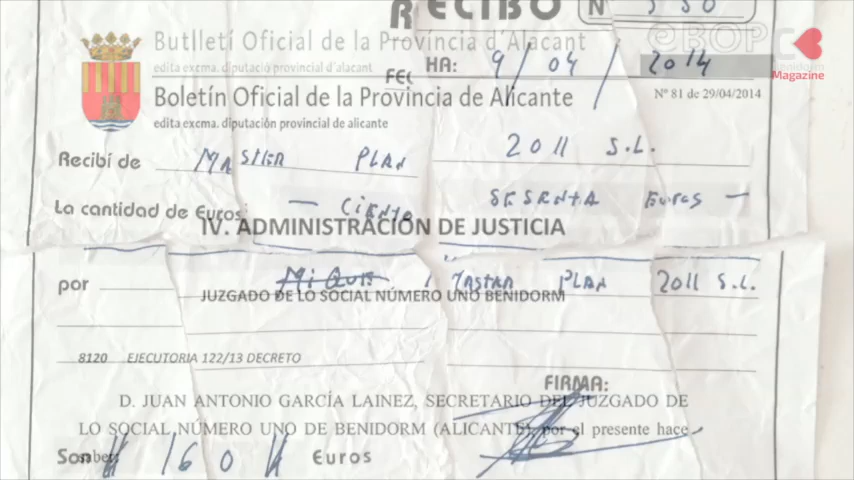 RECIBO N 550
Butlletí Oficial de la Província d'Alacant
edita excma. diputació provincial d'alacant
BOP
Benidorm
Magazine
FECHA: 9/04/2014
Boletín Oficial de la Provincia de Alicante
Nº 81 de 29/04/2014
edita excma. diputación provincial de alicante
Recibí de MASTER PLAN 2011 S.L.
La cantidad de Euros: — CIENTO SESENTA EUROS —
IV. ADMINISTRACIÓN DE JUSTICIA
por MASTER PLAN 2011 S.L.
JUZGADO DE LO SOCIAL NÚMERO UNO BENIDORM
8120 EJECUTORIA 122/13 DECRETO
FIRMA:
D. JUAN ANTONIO GARCÍA LAINEZ, SECRETARIO DEL JUZGADO DE
LO SOCIAL NÚMERO UNO DE BENIDORM (ALICANTE), por el presente hace
saber:
Son 160 Euros